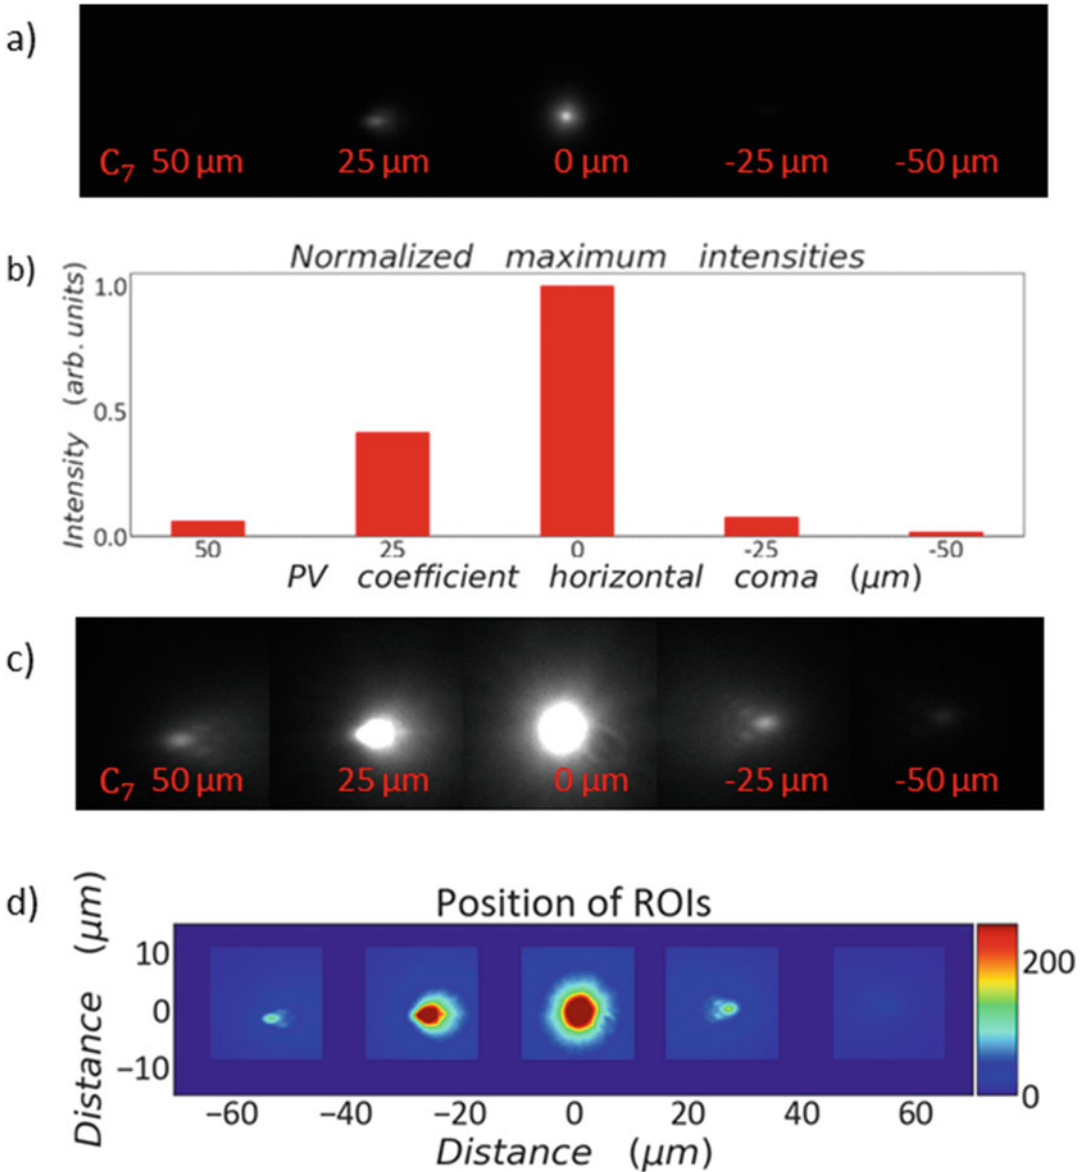 a)
C₇ 50 µm 25 µm 0 µm -25 µm -50 µm
b)
Normalized maximum intensities
Intensity (arb. units)
1.0
0.5
0.0
50 25 0 -25 -50
PV coefficient horizontal coma (µm)
c)
C₇ 50 µm 25 µm 0 µm -25 µm -50 µm
d)
Position of ROIs
Distance (µm)
10
0
−10
200
0
−60 −40 −20 0 20 40 60
Distance (µm)